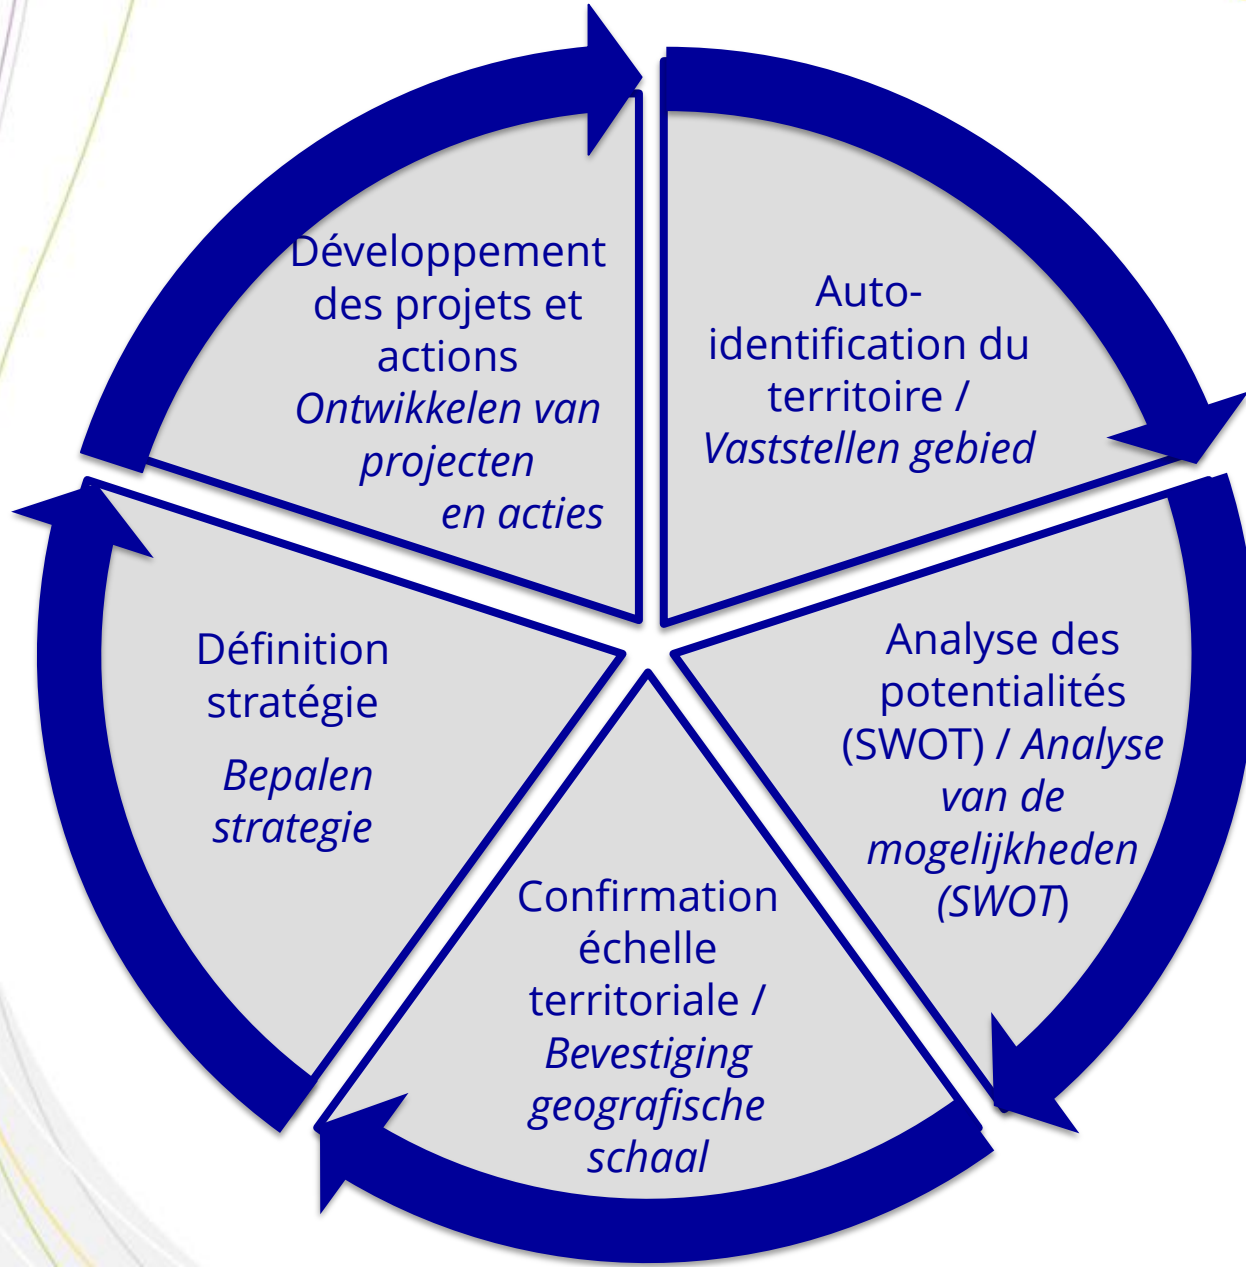 Développement
des projets et
actions
Ontwikkelen van
projecten
en acties
Auto-
identification du
territoire /
Vaststellen gebied
Analyse des
potentialités
(SWOT) / Analyse
van de
mogelijkheden
(SWOT)
Confirmation
échelle
territoriale /
Bevestiging
geografische
schaal
Définition
stratégie
Bepalen
strategie